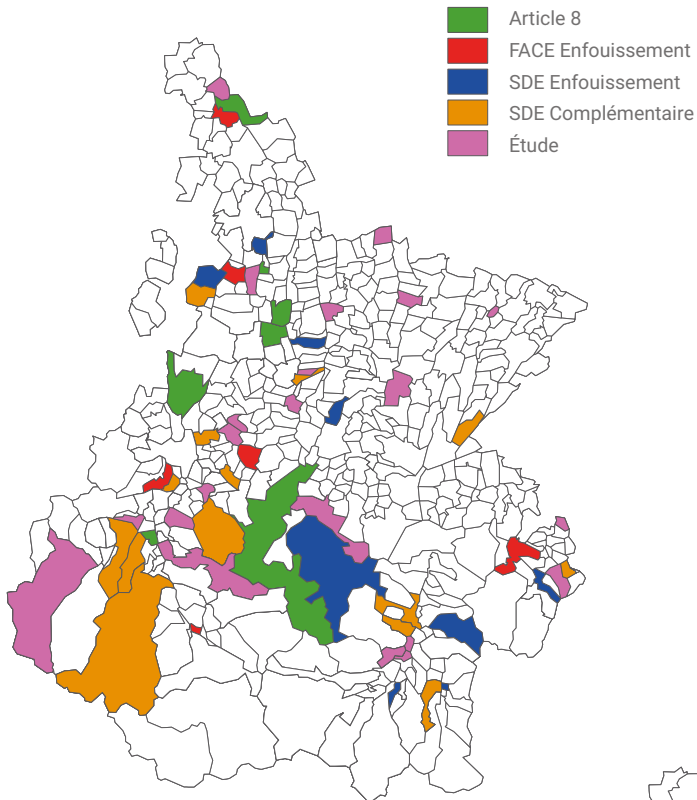 Article 8
FACE Enfouissement
SDE Enfouissement
SDE Complémentaire
Étude